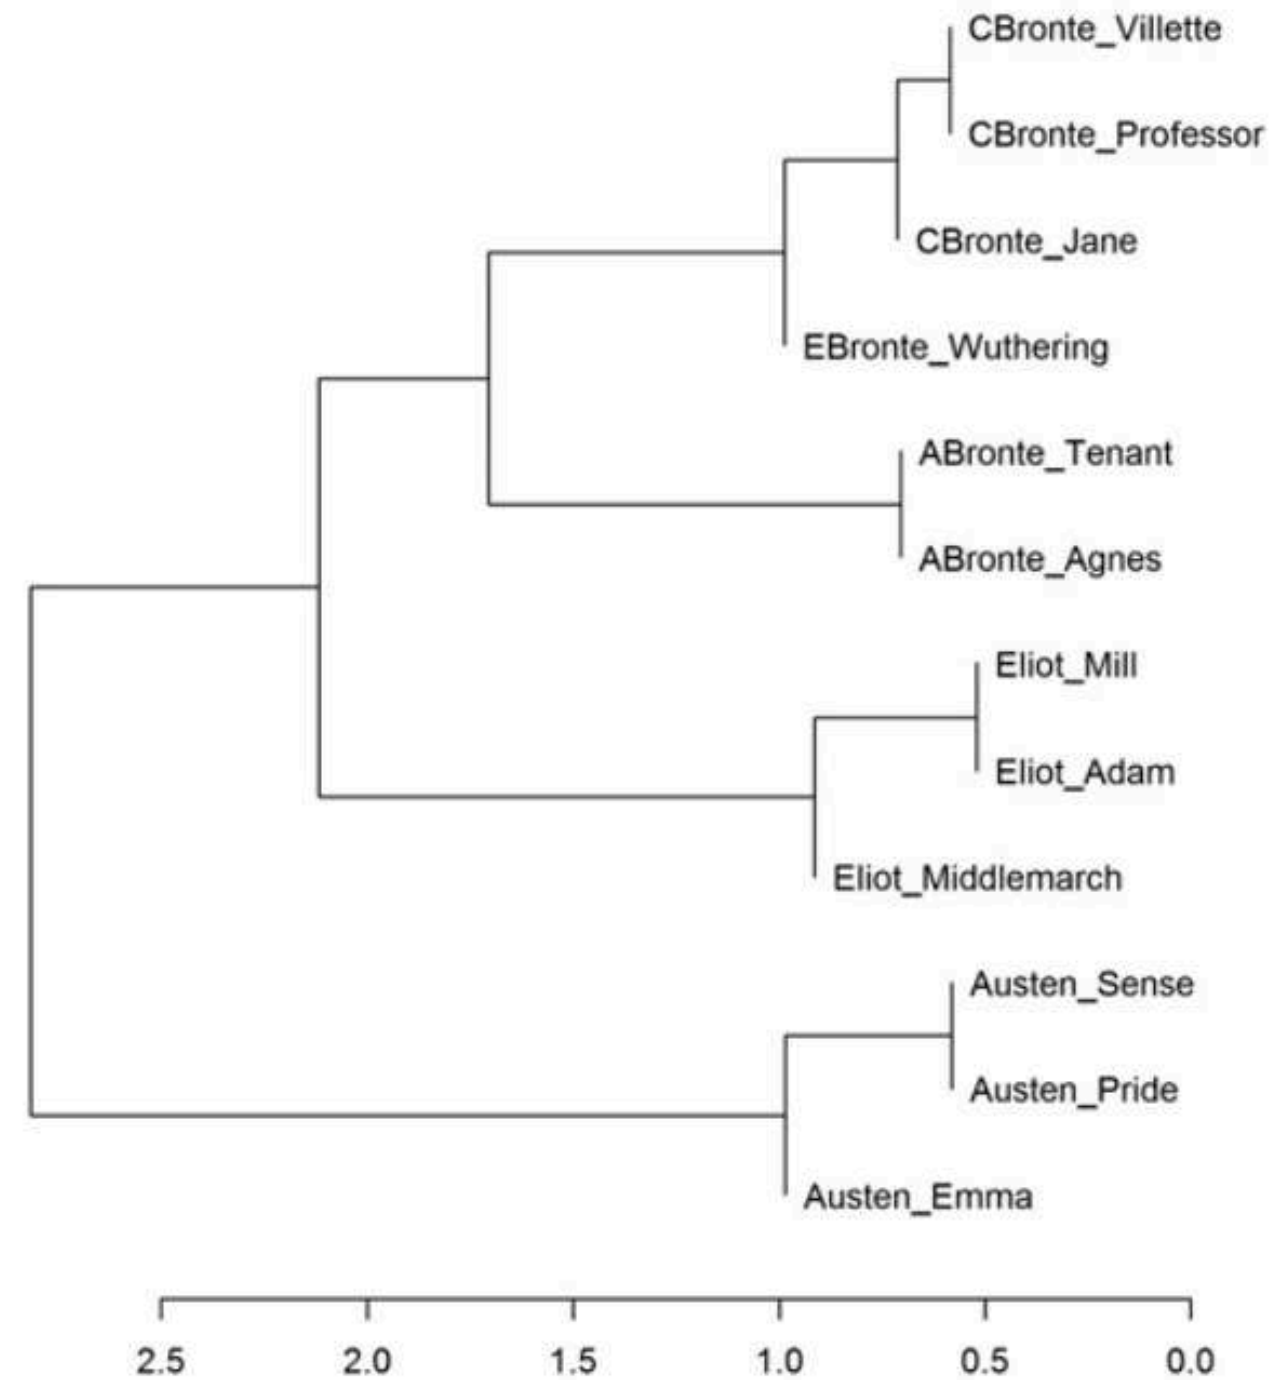 CBronte_Villette
CBronte_Professor
CBronte_Jane
EBronte_Wuthering
ABronte_Tenant
ABronte_Agnes
Eliot_Mill
Eliot_Adam
Eliot_Middlemarch
Austen_Sense
Austen_Pride
Austen_Emma
2.5 2.0 1.5 1.0 0.5 0.0